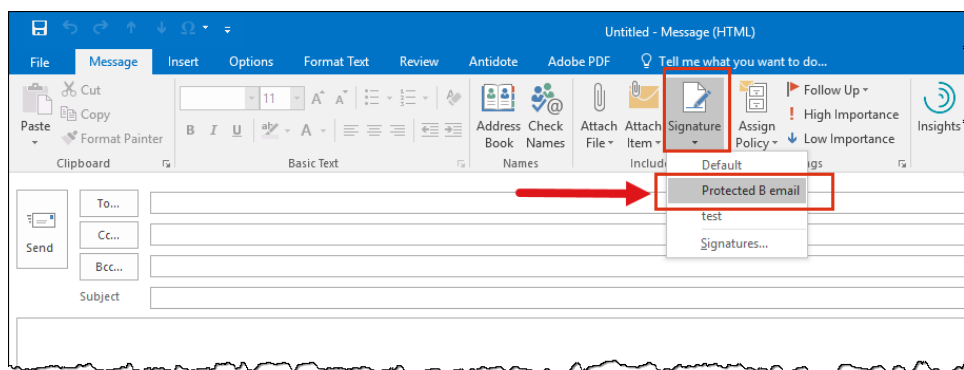 Untitled - Message (HTML)
File Message Insert Options Format Text Review Antidote Adobe PDF Tell me what you want to do...
Paste
Cut
Copy
Format Painter
Clipboard
11
B I U
Basic Text
Address Book
Check Names
Names
Attach File
Attach Item
Signature
Include
Assign Policy
Follow Up
High Importance
Low Importance
Insights
Default
Protected B email
test
Signatures...
Send
To...
Cc...
Bcc...
Subject